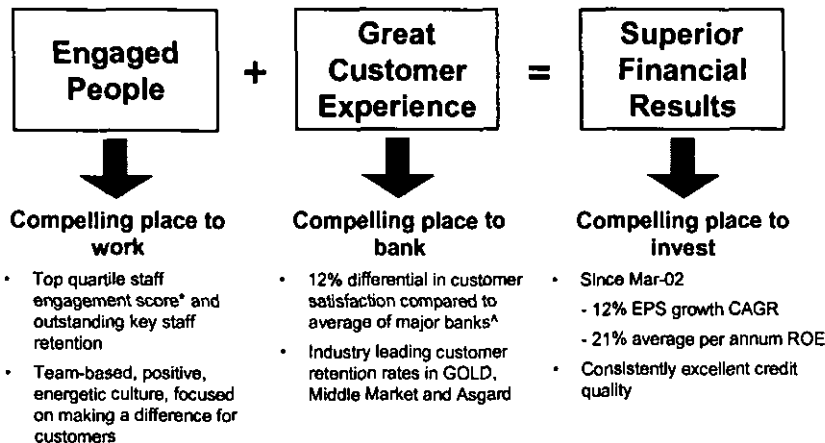 Engaged
People
+
Great
Customer
Experience
=
Superior
Financial
Results
Compelling place to
work
• Top quartile staff
engagement score* and
outstanding key staff
retention
• Team-based, positive,
energetic culture, focused
on making a difference for
customers
Compelling place to
bank
• 12% differential in customer
satisfaction compared to
average of major banks^
• Industry leading customer
retention rates in GOLD,
Middle Market and Asgard
Compelling place to
invest
• Since Mar-02
- 12% EPS growth CAGR
- 21% average per annum ROE
• Consistently excellent credit
quality